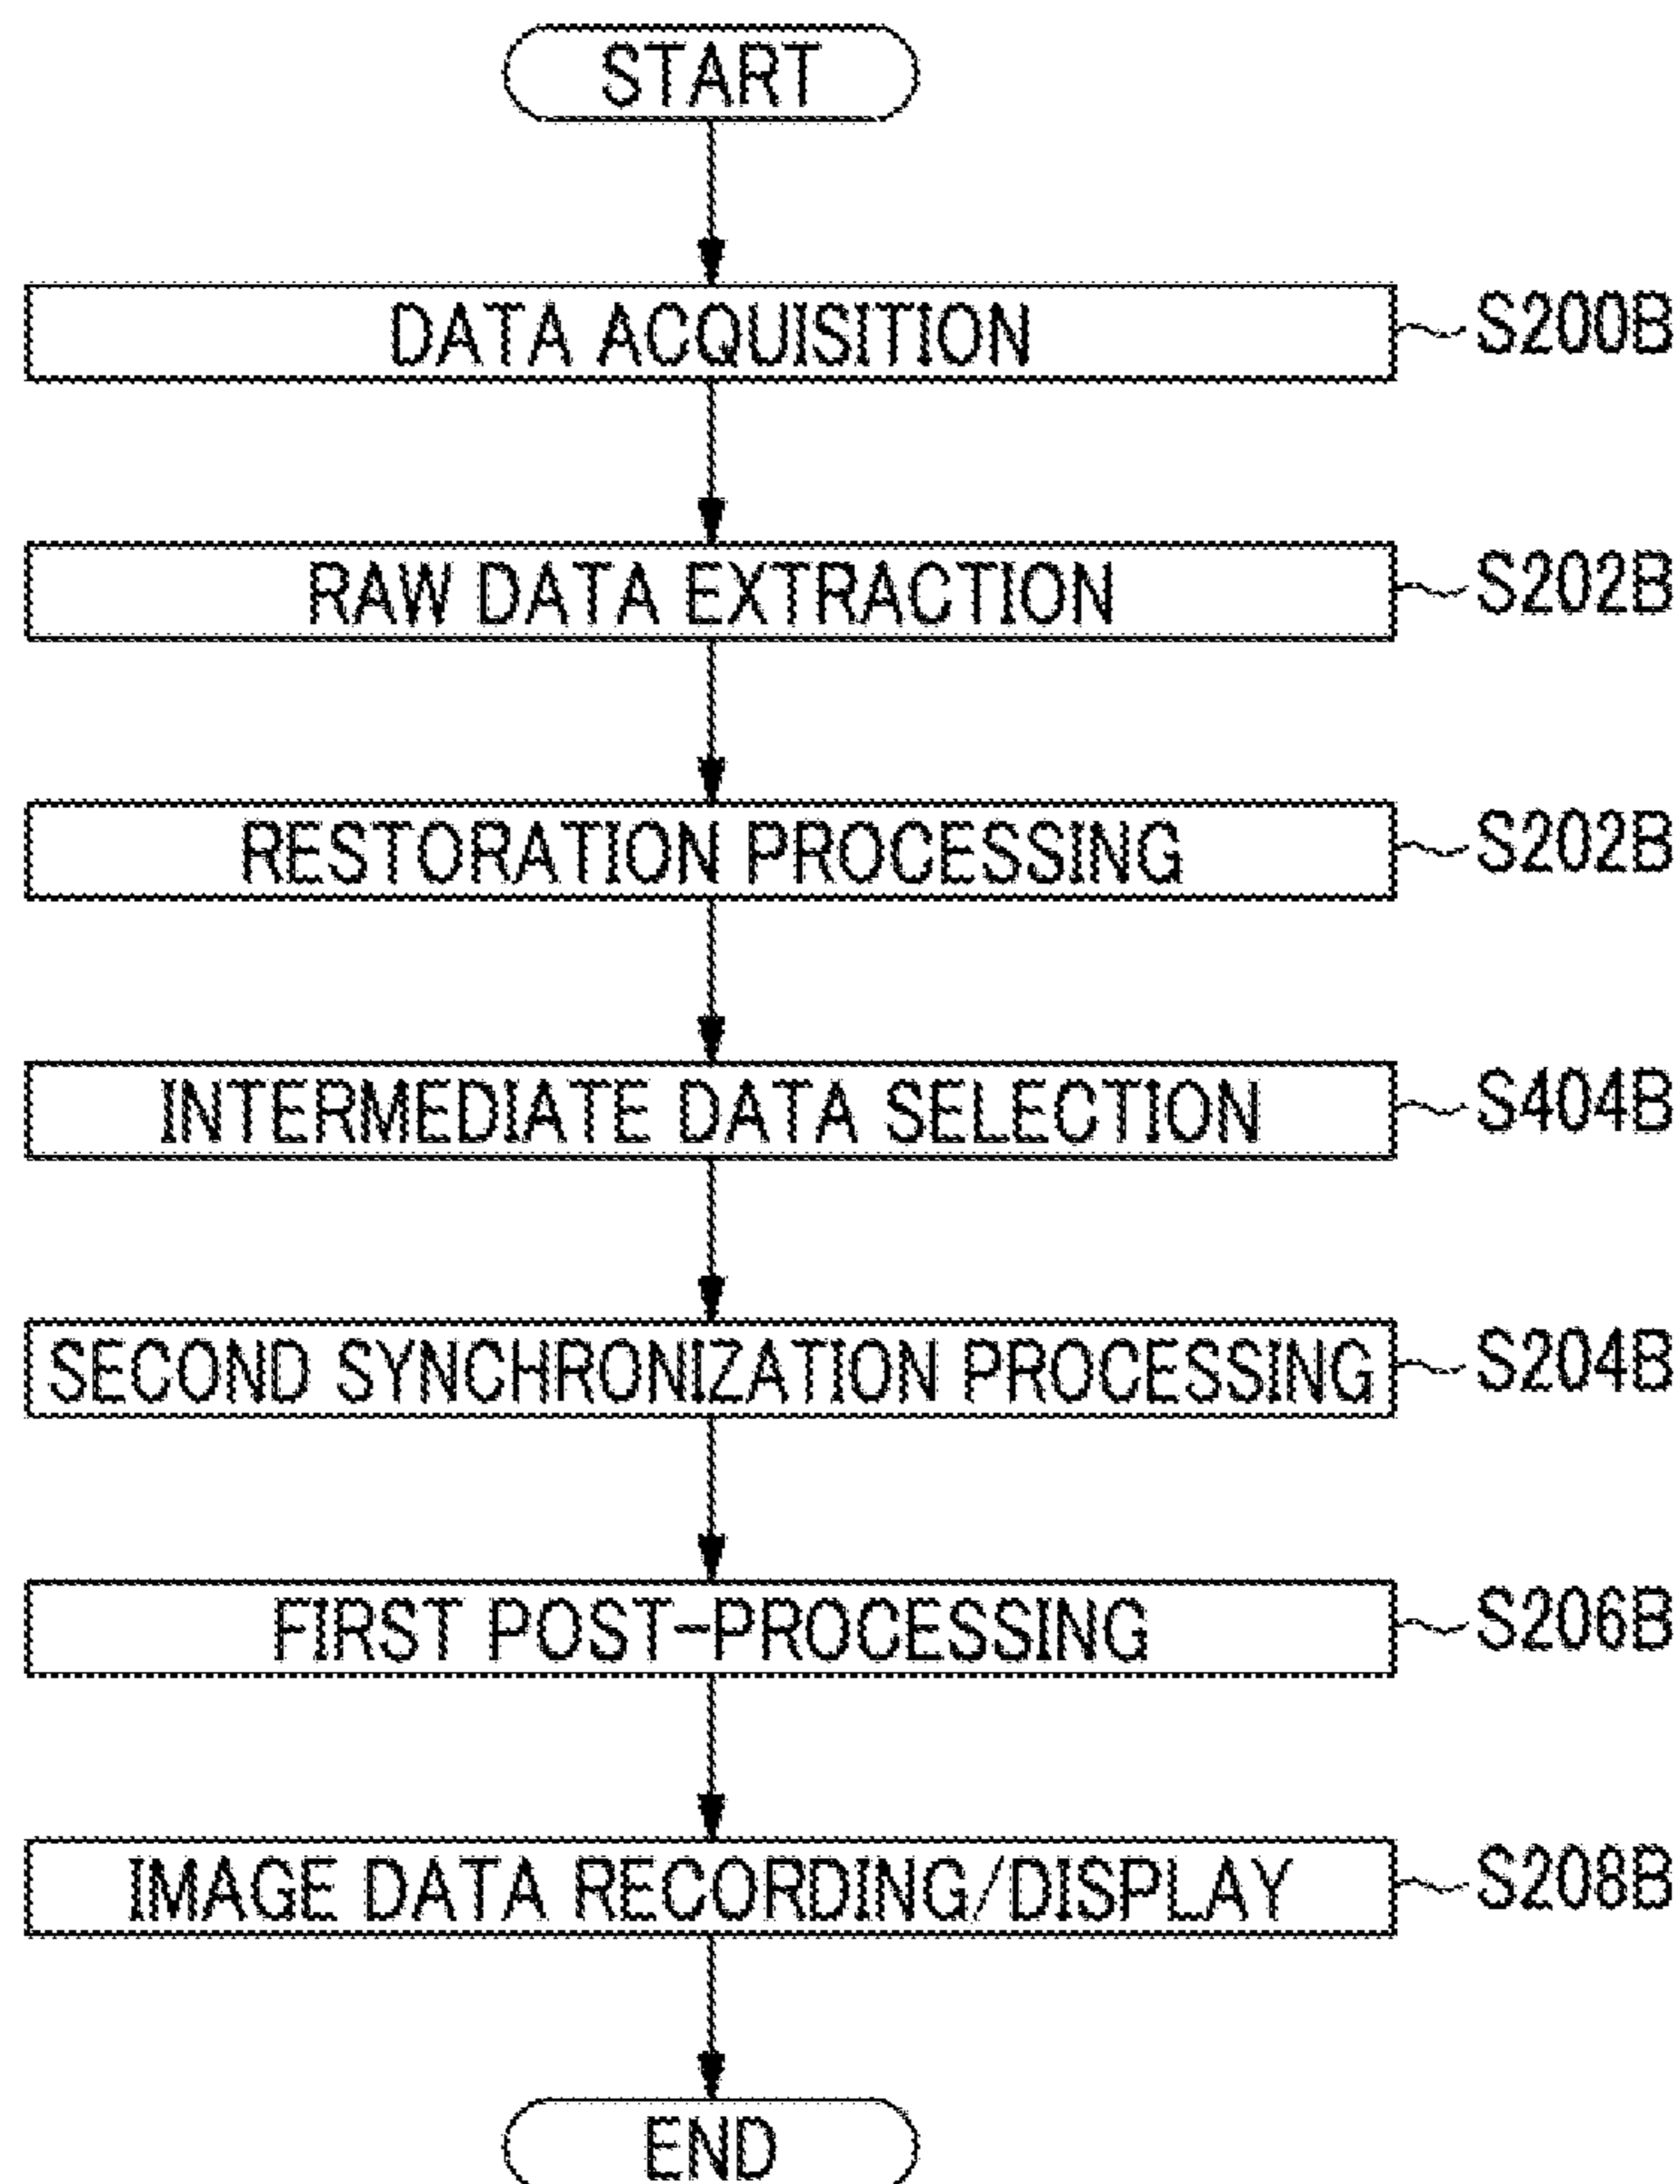 START
DATA ACQUISITION S200B
RAW DATA EXTRACTION S202B
RESTORATION PROCESSING S202B
INTERMEDIATE DATA SELECTION S404B
SECOND SYNCHRONIZATION PROCESSING S204B
FIRST POST-PROCESSING S206B
IMAGE DATA RECORDING/DISPLAY S208B
END